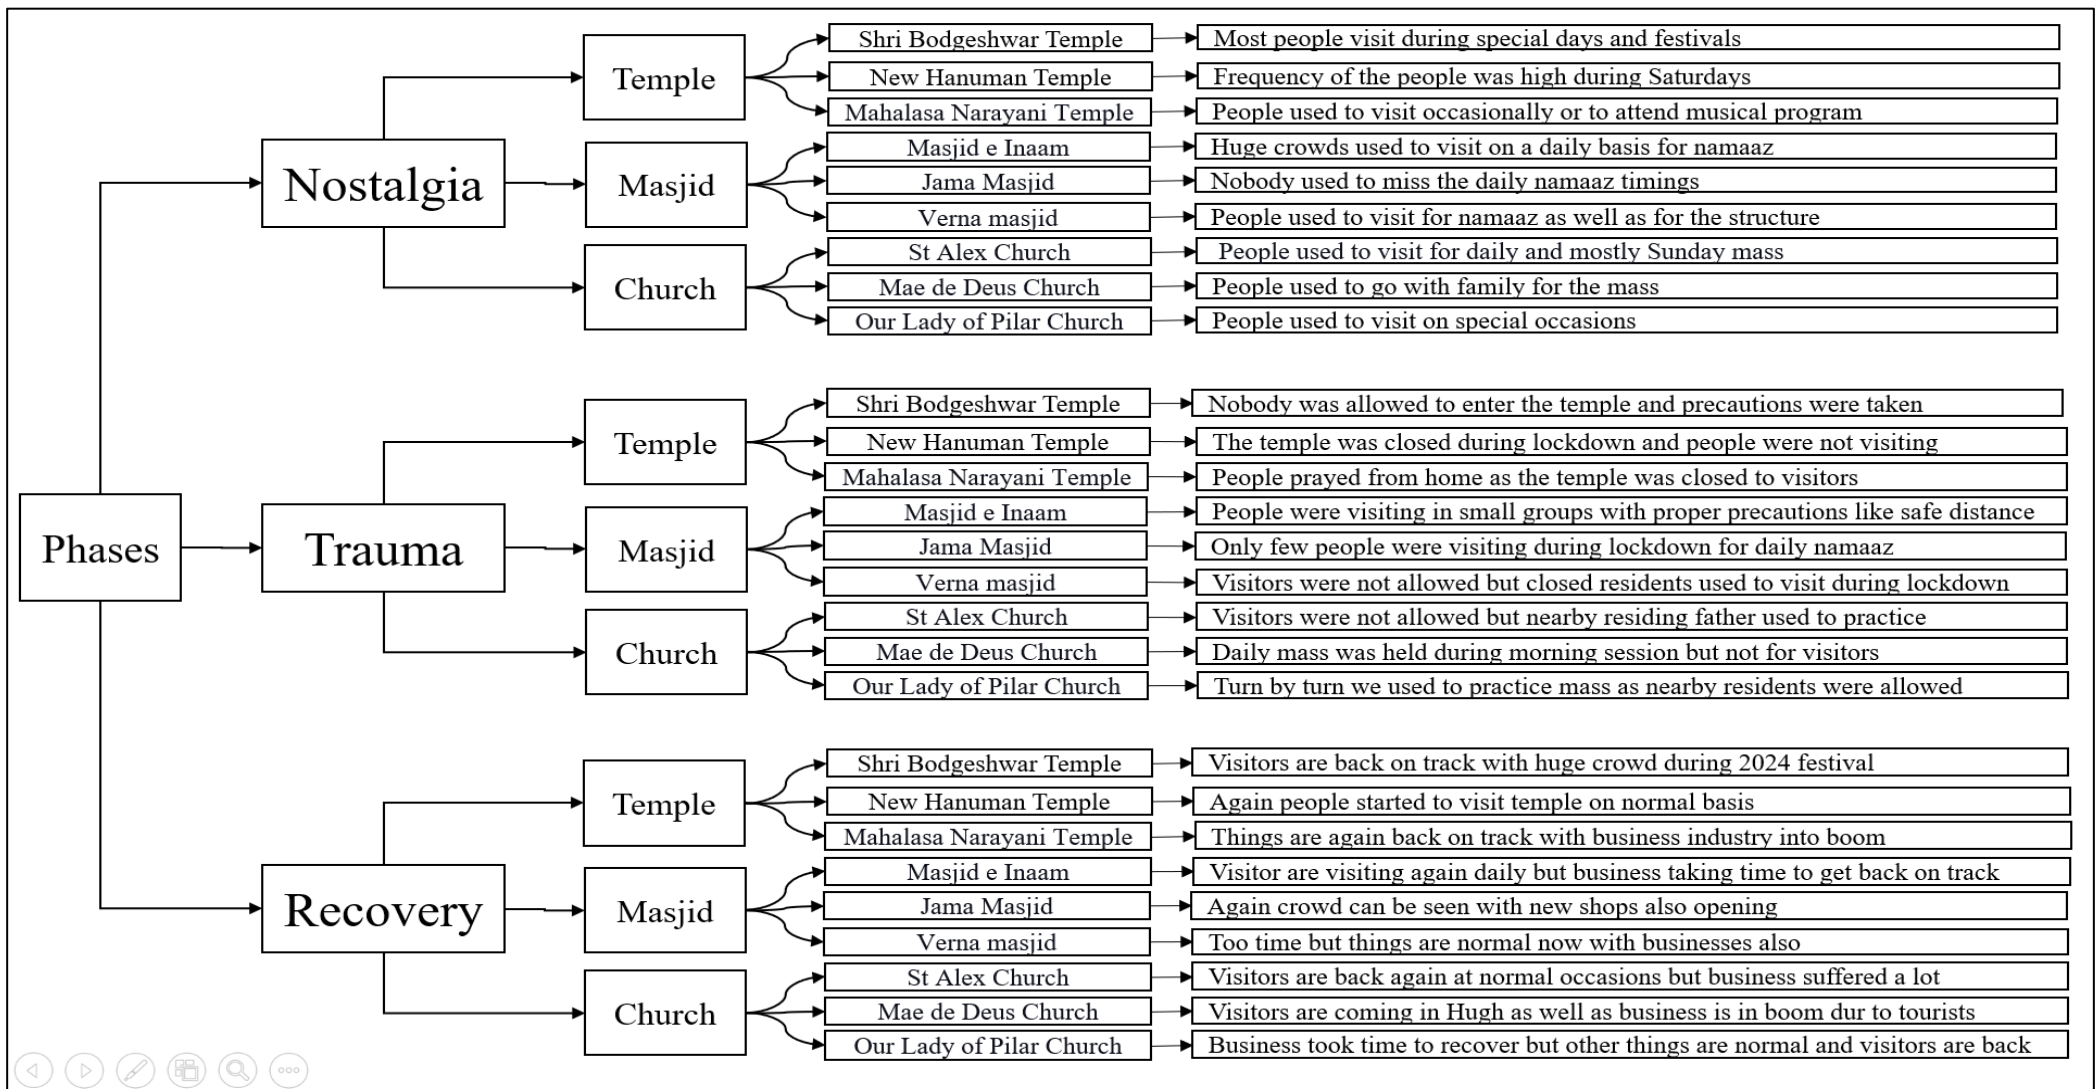 Phases
Nostalgia
Temple
Shri Bodgeshwar Temple
Most people visit during special days and festivals
New Hanuman Temple
Frequency of the people was high during Saturdays
Mahalasa Narayani Temple
People used to visit occasionally or to attend musical program
Masjid
Masjid e Inaam
Huge crowds used to visit on a daily basis for namaaz
Jama Masjid
Nobody used to miss the daily namaaz timings
Verna masjid
People used to visit for namaaz as well as for the structure
Church
St Alex Church
People used to visit for daily and mostly Sunday mass
Mae de Deus Church
People used to go with family for the mass
Our Lady of Pilar Church
People used to visit on special occasions
Trauma
Temple
Shri Bodgeshwar Temple
Nobody was allowed to enter the temple and precautions were taken
New Hanuman Temple
The temple was closed during lockdown and people were not visiting
Mahalasa Narayani Temple
People prayed from home as the temple was closed to visitors
Masjid
Masjid e Inaam
People were visiting in small groups with proper precautions like safe distance
Jama Masjid
Only few people were visiting during lockdown for daily namaaz
Verna masjid
Visitors were not allowed but closed residents used to visit during lockdown
Church
St Alex Church
Visitors were not allowed but nearby residing father used to practice
Mae de Deus Church
Daily mass was held during morning session but not for visitors
Our Lady of Pilar Church
Turn by turn we used to practice mass as nearby residents were allowed
Recovery
Temple
Shri Bodgeshwar Temple
Visitors are back on track with huge crowd during 2024 festival
New Hanuman Temple
Again people started to visit temple on normal basis
Mahalasa Narayani Temple
Things are again back on track with business industry into boom
Masjid
Masjid e Inaam
Visitor are visiting again daily but business taking time to get back on track
Jama Masjid
Again crowd can be seen with new shops also opening
Verna masjid
Too time but things are normal now with businesses also
Church
St Alex Church
Visitors are back again at normal occasions but business suffered a lot
Mae de Deus Church
Visitors are coming in Hugh as well as business is in boom dur to tourists
Our Lady of Pilar Church
Business took time to recover but other things are normal and visitors are back